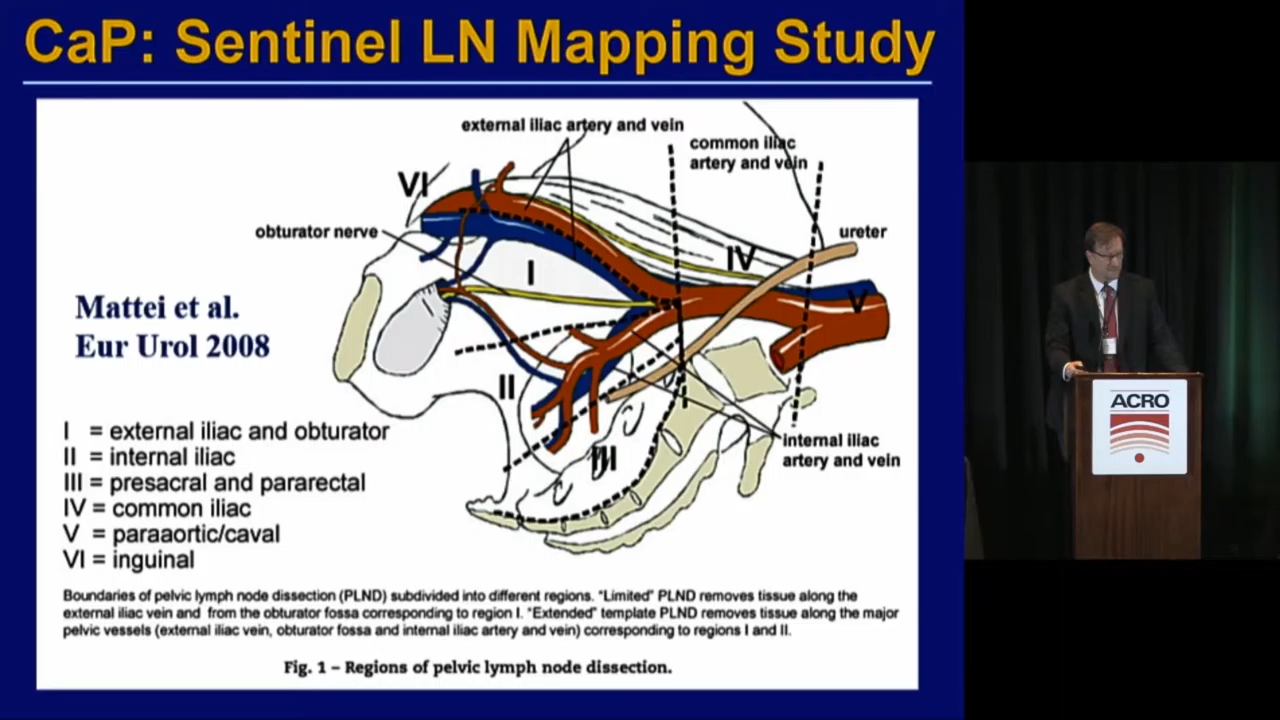 CaP: Sentinel LN Mapping Study
external iliac artery and vein
common iliac
artery and vein
VI
obturator nerve
ureter
IV
I
V
Mattei et al.
Eur Urol 2008
II
III
internal iliac
artery and vein
I = external iliac and obturator
II = internal iliac
III = presacral and pararectal
IV = common iliac
V = paraaortic/caval
VI = inguinal
Boundaries of pelvic lymph node dissection (PLND) subdivided into different regions. "Limited" PLND removes tissue along the
external iliac vein and from the obturator fossa corresponding to region I. "Extended" template PLND removes tissue along the major
pelvic vessels (external iliac vein, obturator fossa and internal iliac artery and vein) corresponding to regions I and II.
Fig. 1 – Regions of pelvic lymph node dissection.
ACRO